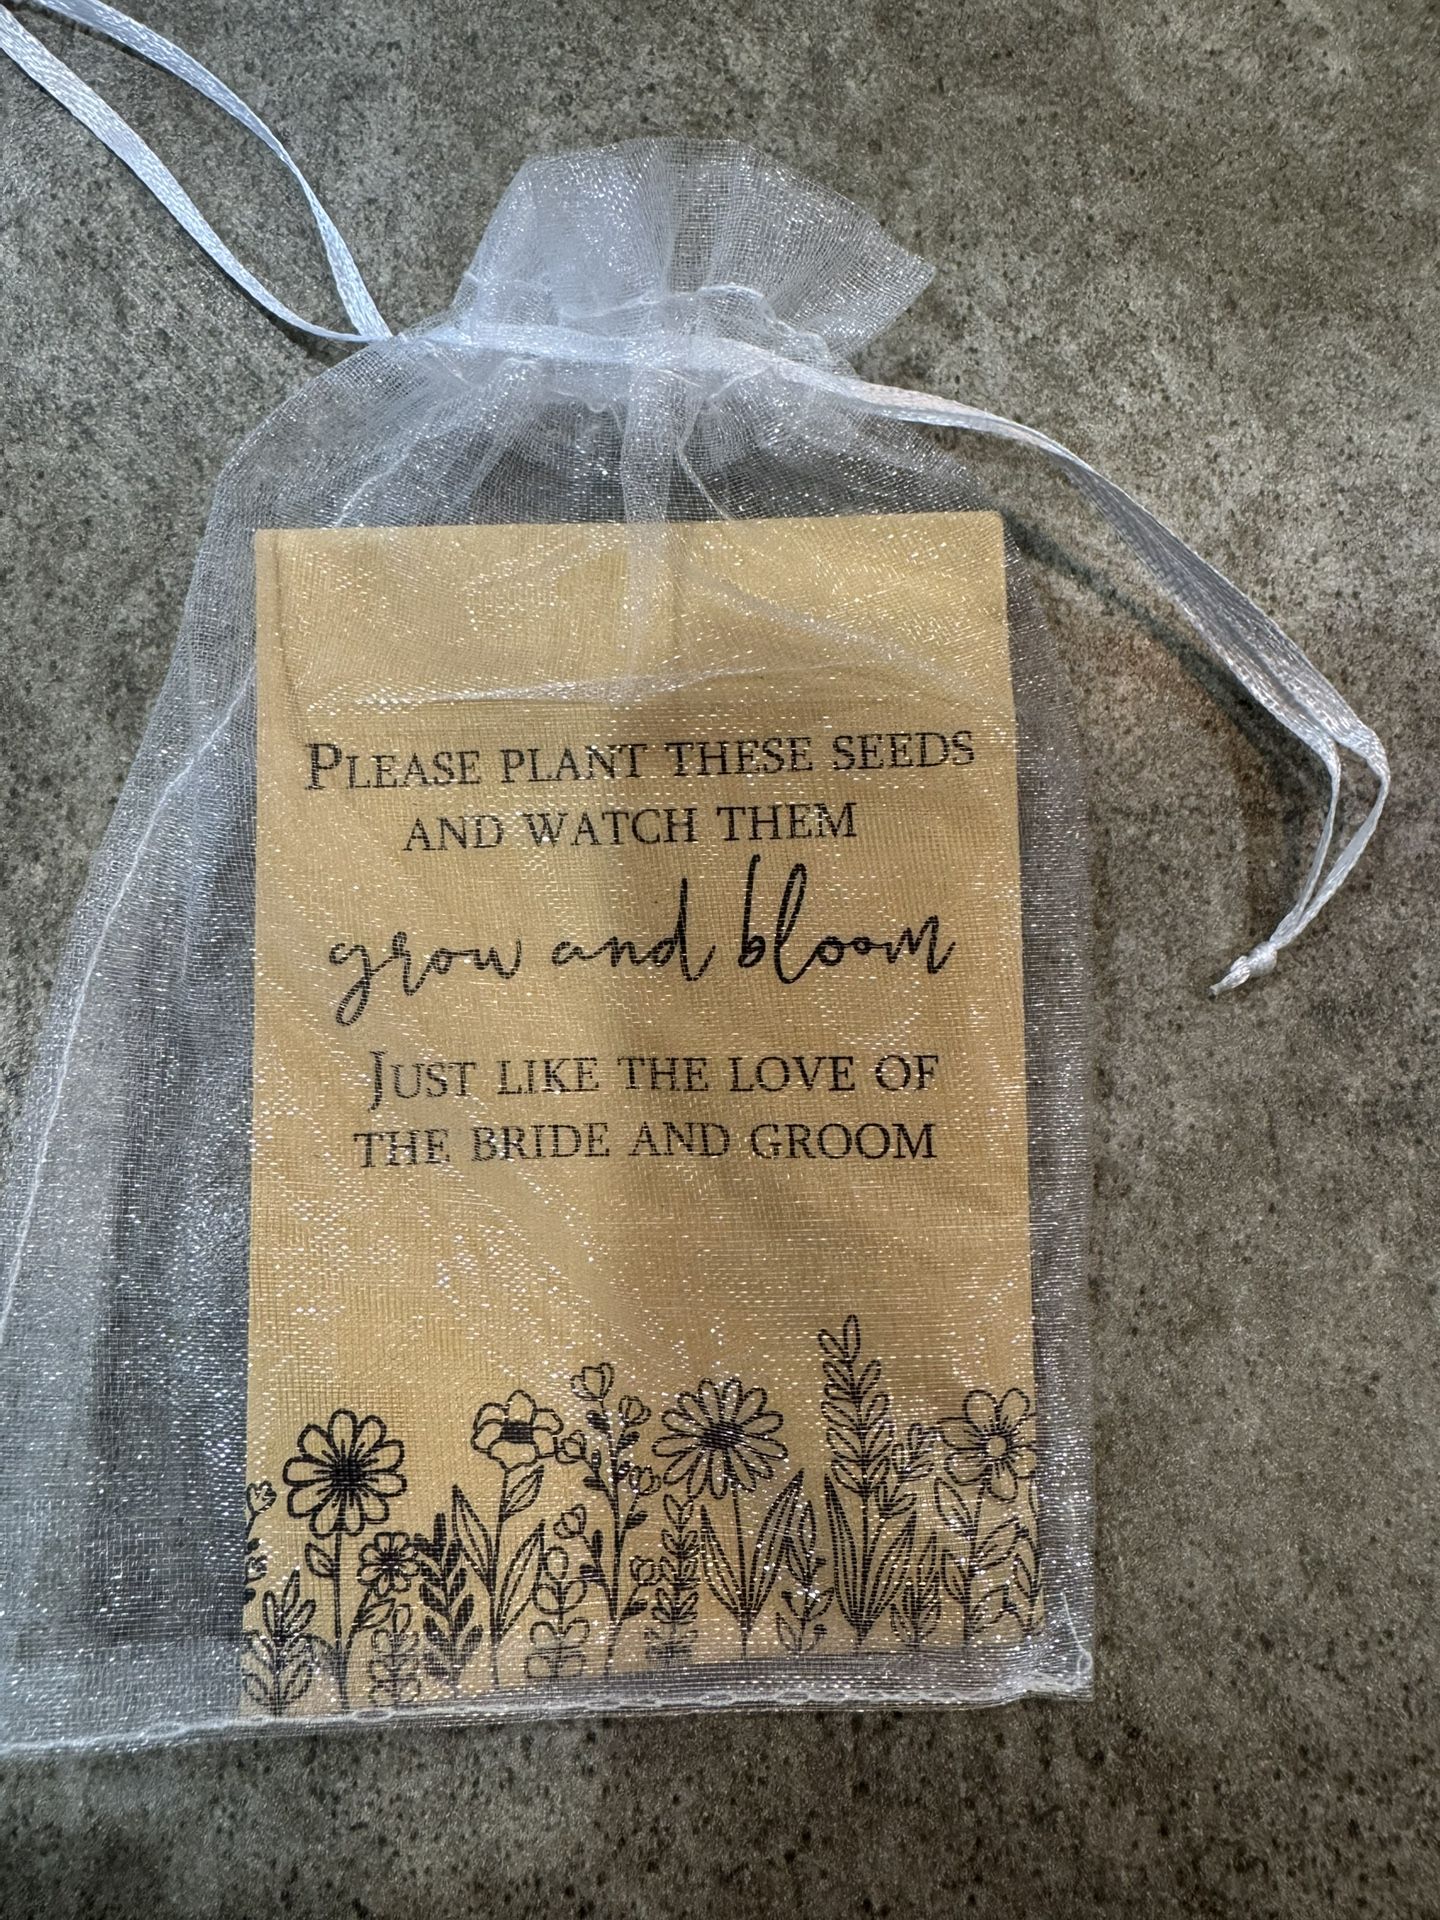 Please plant these seeds
and watch them
grow and bloom
Just like the love of
the bride and groom